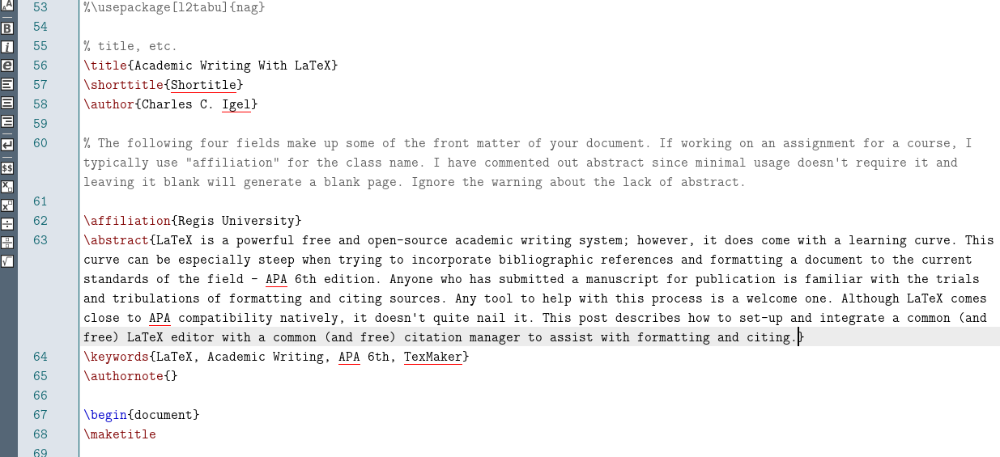 53 %\usepackage[l2tabu]{nag}
54
55 % title, etc.
56 \title{Academic Writing With LaTeX}
57 \shorttitle{Shortitle}
58 \author{Charles C. Igel}
59
60 % The following four fields make up some of the front matter of your document. If working on an assignment for a course, I
typically use "affiliation" for the class name. I have commented out abstract since minimal usage doesn't require it and
leaving it blank will generate a blank page. Ignore the warning about the lack of abstract.
61
62 \affiliation{Regis University}
63 \abstract{LaTeX is a powerful free and open-source academic writing system; however, it does come with a learning curve. This
curve can be especially steep when trying to incorporate bibliographic references and formatting a document to the current
standards of the field - APA 6th edition. Anyone who has submitted a manuscript for publication is familiar with the trials
and tribulations of formatting and citing sources. Any tool to help with this process is a welcome one. Although LaTeX comes
close to APA compatibility natively, it doesn't quite nail it. This post describes how to set-up and integrate a common (and
free) LaTeX editor with a common (and free) citation manager to assist with formatting and citing.}
64 \keywords{LaTeX, Academic Writing, APA 6th, TexMaker}
65 \authornote{}
66
67 \begin{document}
68 \maketitle
69